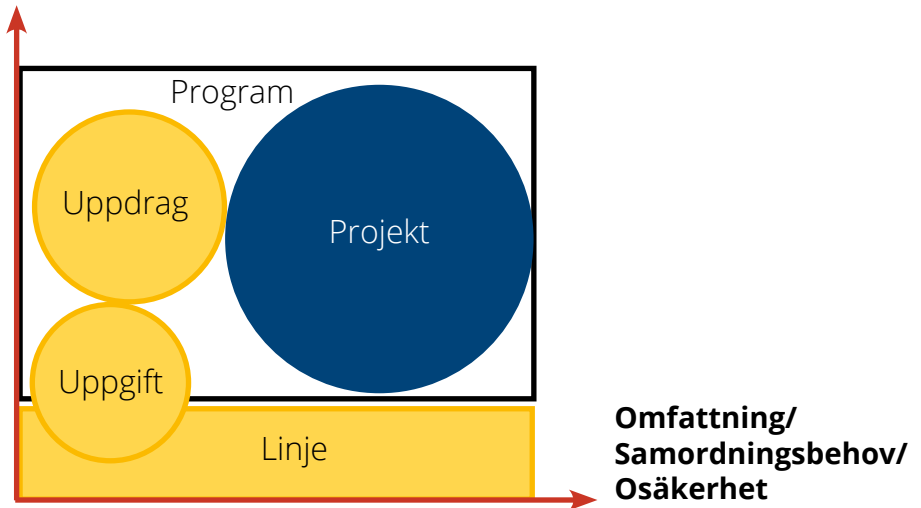 Program
Uppdrag
Projekt
Uppgift
Linje
Omfattning/
Samordningsbehov/
Osäkerhet